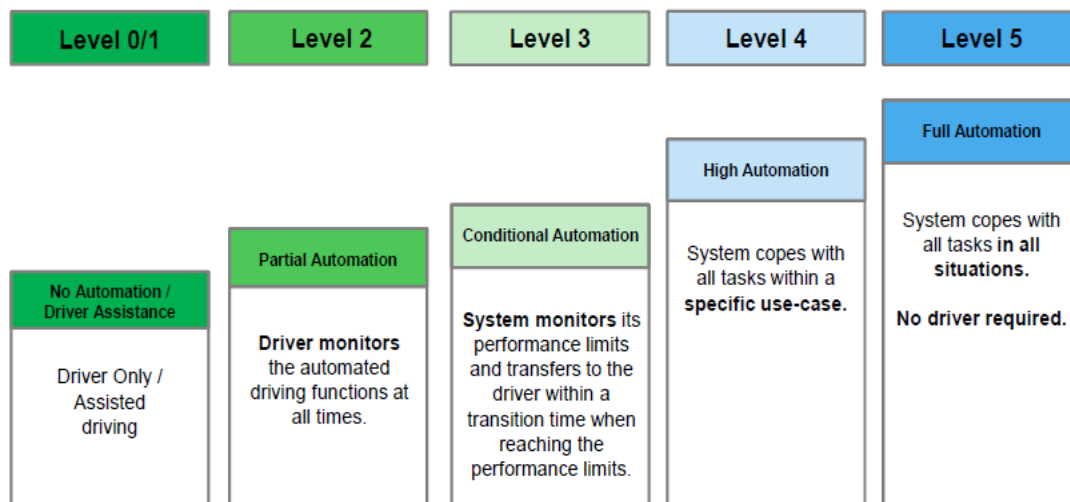 Level 0/1
Level 2
Level 3
Level 4
Level 5
No Automation /
Driver Assistance
Driver Only /
Assisted
driving
Partial Automation
Driver monitors
the automated
driving functions at
all times.
Conditional Automation
System monitors its
performance limits
and transfers to the
driver within a
transition time when
reaching the
performance limits.
High Automation
System copes with
all tasks within a
specific use-case.
Full Automation
System copes with
all tasks in all
situations.
No driver required.